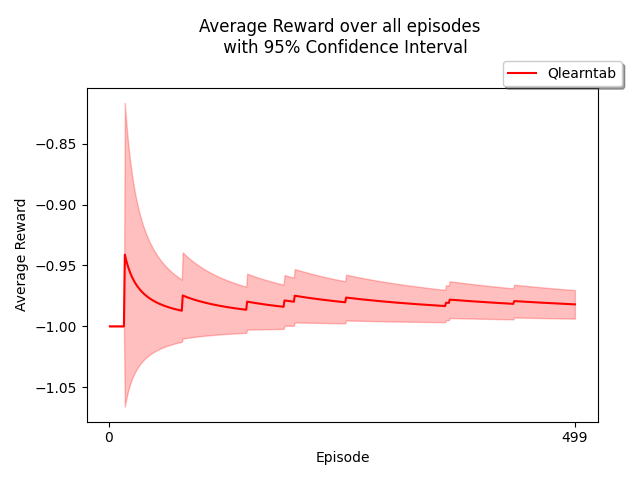 Average Reward over all episodes
with 95% Confidence Interval
Qlearntab
−0.85
−0.90
−0.95
−1.00
−1.05
Average Reward
0
499
Episode